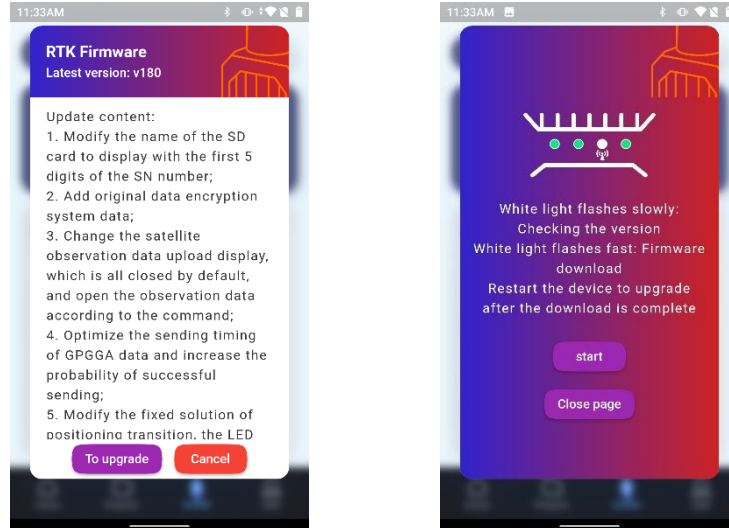 11:33AM
RTK Firmware
Latest version: v180
Update content:
1. Modify the name of the SD
card to display with the first 5
digits of the SN number;
2. Add original data encryption
system data;
3. Change the satellite
observation data upload display,
which is all closed by default,
and open the observation data
according to the command;
4. Optimize the sending timing
of GPGGA data and increase the
probability of successful
sending;
5. Modify the fixed solution of
positioning transition, the LED
To upgrade
Cancel
11:33AM
White light flashes slowly:
Checking the version
White light flashes fast: Firmware
download
Restart the device to upgrade
after the download is complete
start
Close page